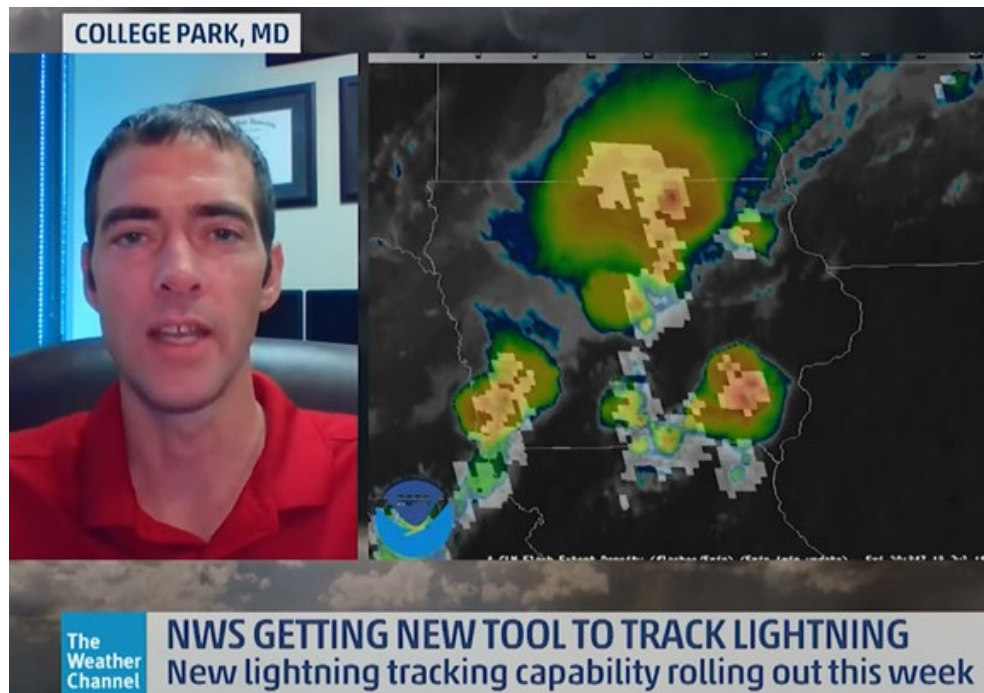 COLLEGE PARK, MD
The
Weather
Channel
NWS GETTING NEW TOOL TO TRACK LIGHTNING
New lightning tracking capability rolling out this week